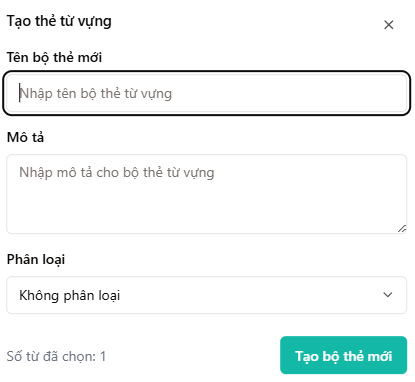 Tạo thẻ từ vựng
Tên bộ thẻ mới
Nhập tên bộ thẻ từ vựng
Mô tả
Nhập mô tả cho bộ thẻ từ vựng
Phân loại
Không phân loại
Số từ đã chọn: 1
Tạo bộ thẻ mới